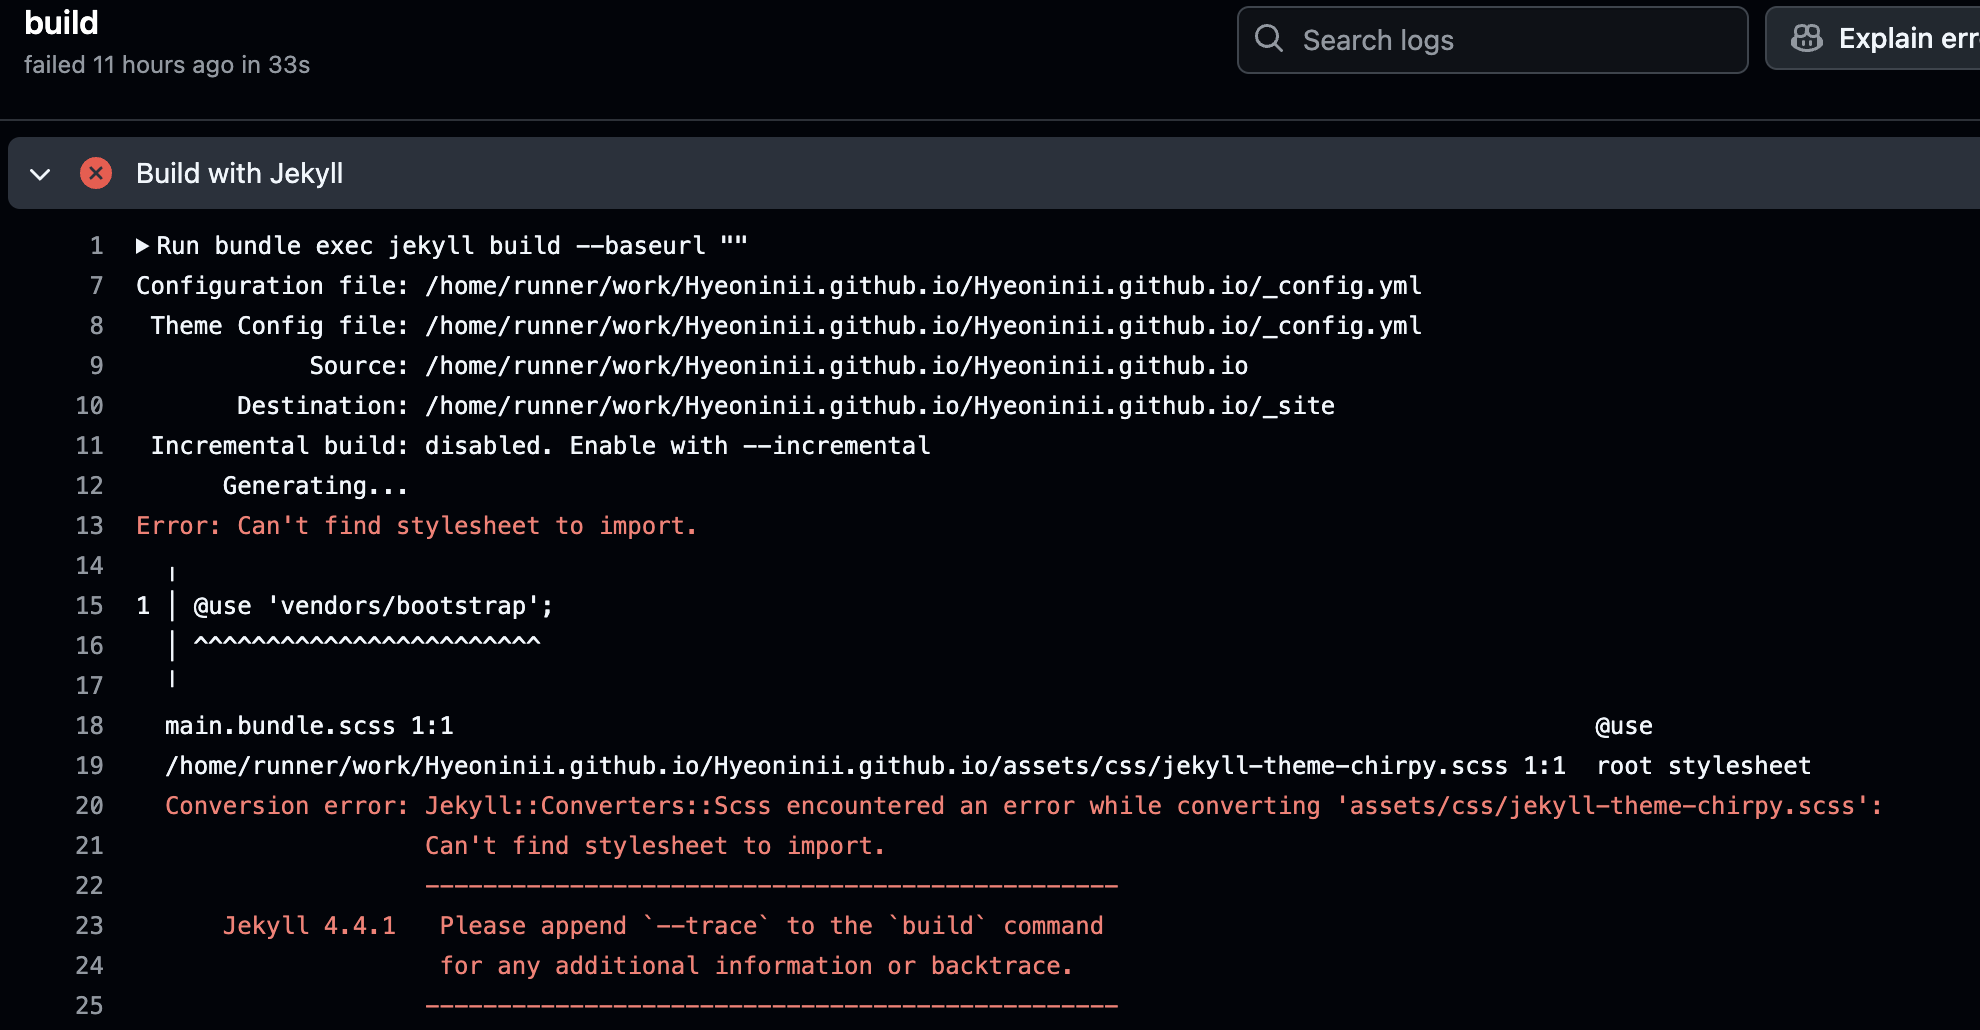 build
failed 11 hours ago in 33s
Search logs
Explain err
Build with Jekyll
1 Run bundle exec jekyll build --baseurl ""
7 Configuration file: /home/runner/work/Hyeoninii.github.io/Hyeoninii.github.io/_config.yml
8 Theme Config file: /home/runner/work/Hyeoninii.github.io/Hyeoninii.github.io/_config.yml
9 Source: /home/runner/work/Hyeoninii.github.io/Hyeoninii.github.io
10 Destination: /home/runner/work/Hyeoninii.github.io/Hyeoninii.github.io/_site
11 Incremental build: disabled. Enable with --incremental
12 Generating...
13 Error: Can't find stylesheet to import.
14 ╷
15 1 │ @use 'vendors/bootstrap';
16 │ ^^^^^^^^^^^^^^^^^^^^^^^^
17 ╵
18 main.bundle.scss 1:1 @use
19 /home/runner/work/Hyeoninii.github.io/Hyeoninii.github.io/assets/css/jekyll-theme-chirpy.scss 1:1 root stylesheet
20 Conversion error: Jekyll::Converters::Scss encountered an error while converting 'assets/css/jekyll-theme-chirpy.scss':
21 Can't find stylesheet to import.
22 ------------------------------------------------
23 Jekyll 4.4.1 Please append `--trace` to the `build` command
24 for any additional information or backtrace.
25 ------------------------------------------------